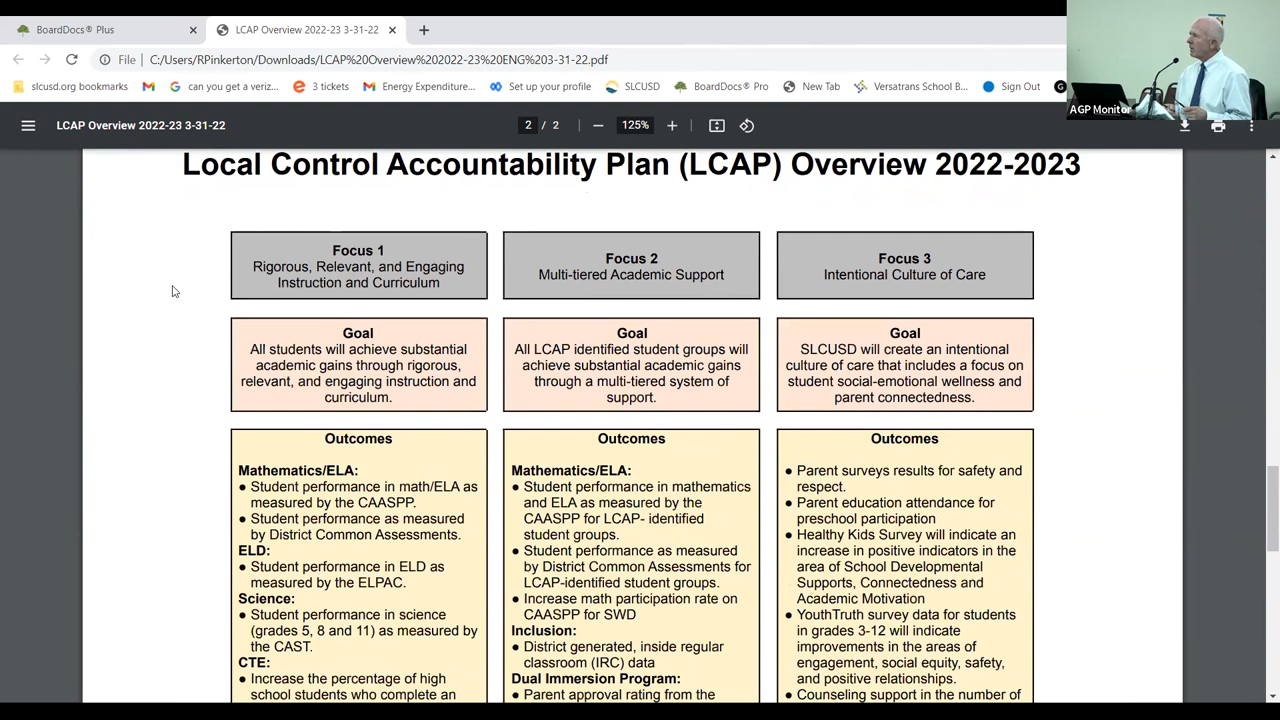 BoardDocs® Plus
LCAP Overview 2022-23 3-31-22
File
C:/Users/RPinkerton/Downloads/LCAP%20Overview%202022-23%20ENG%203-31-22.pdf
slcusd.org bookmarks
can you get a veriz...
3 tickets
Energy Expenditure...
Set up your profile
SLCUSD
BoardDocs® Pro
New Tab
Versatrans School B...
Sign Out
AGP Monitor
LCAP Overview 2022-23 3-31-22
2 / 2
125%
Local Control Accountability Plan (LCAP) Overview 2022-2023
Focus 1
Rigorous, Relevant, and Engaging
Instruction and Curriculum
Focus 2
Multi-tiered Academic Support
Focus 3
Intentional Culture of Care
Goal
All students will achieve substantial
academic gains through rigorous,
relevant, and engaging instruction and
curriculum.
Goal
All LCAP identified student groups will
achieve substantial academic gains
through a multi-tiered system of
support.
Goal
SLCUSD will create an intentional
culture of care that includes a focus on
student social-emotional wellness and
parent connectedness.
Outcomes
Mathematics/ELA:
● Student performance in math/ELA as
measured by the CAASPP.
● Student performance as measured
by District Common Assessments.
ELD:
● Student performance in ELD as
measured by the ELPAC.
Science:
● Student performance in science
(grades 5, 8 and 11) as measured by
the CAST.
CTE:
● Increase the percentage of high
school students who complete an
Outcomes
Mathematics/ELA:
● Student performance in mathematics
and ELA as measured by the
CAASPP for LCAP- identified
student groups.
● Student performance as measured
by District Common Assessments for
LCAP-identified student groups.
● Increase math participation rate on
CAASPP for SWD
Inclusion:
● District generated, inside regular
classroom (IRC) data
Dual Immersion Program:
● Parent approval rating from the
Outcomes
● Parent surveys results for safety and
respect.
● Parent education attendance for
preschool participation
● Healthy Kids Survey will indicate an
increase in positive indicators in the
area of School Developmental
Supports, Connectedness and
Academic Motivation
● YouthTruth survey data for students
in grades 3-12 will indicate
improvements in the areas of
engagement, social equity, safety,
and positive relationships.
● Counseling support in the number of